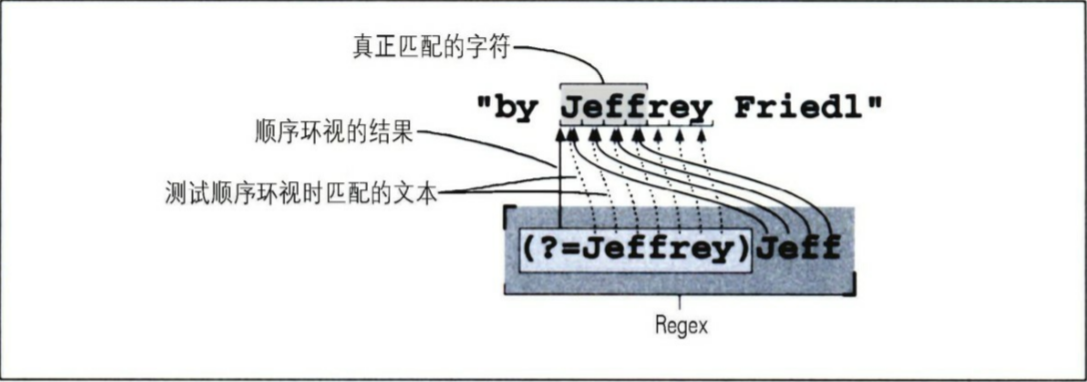 真正匹配的字符
"by Jeffrey Friedl"
顺序环视的结果
测试顺序环视时匹配的文本
(?=Jeffrey)Jeff
Regex